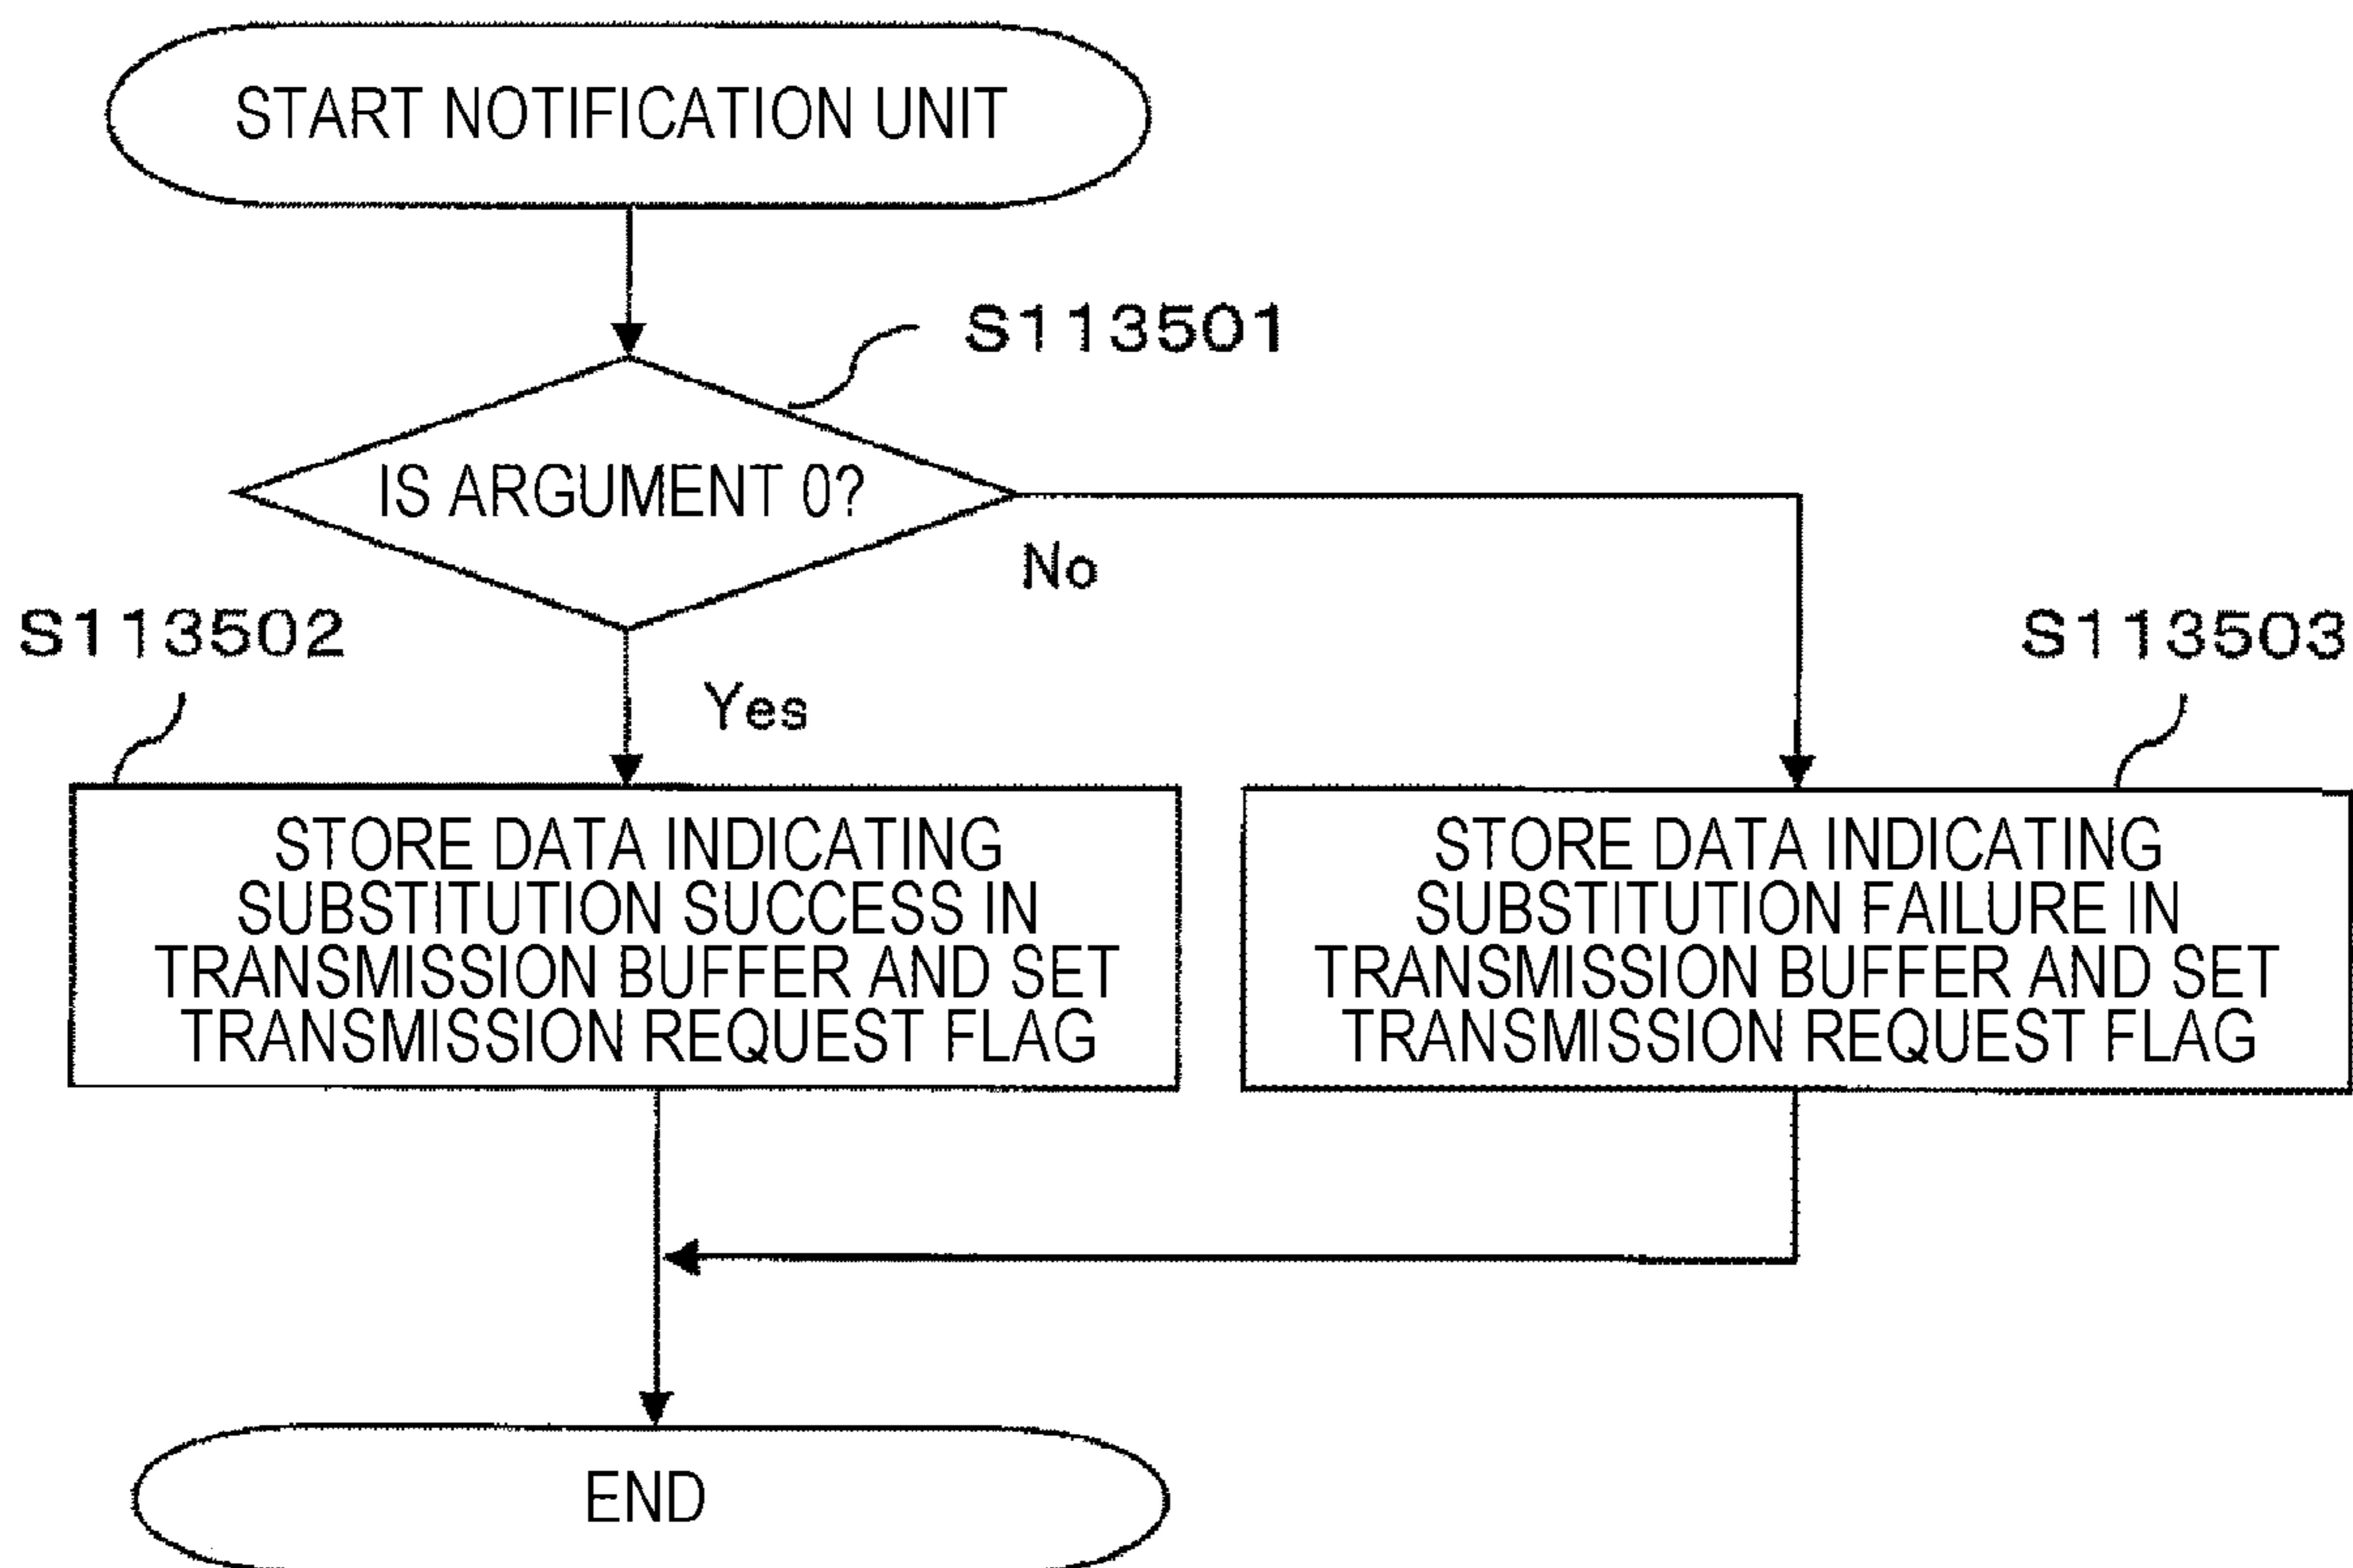 START NOTIFICATION UNIT
S113501
IS ARGUMENT 0?
No
S113502
S113503
Yes
STORE DATA INDICATING
SUBSTITUTION SUCCESS IN
TRANSMISSION BUFFER AND SET
TRANSMISSION REQUEST FLAG
STORE DATA INDICATING
SUBSTITUTION FAILURE IN
TRANSMISSION BUFFER AND SET
TRANSMISSION REQUEST FLAG
END